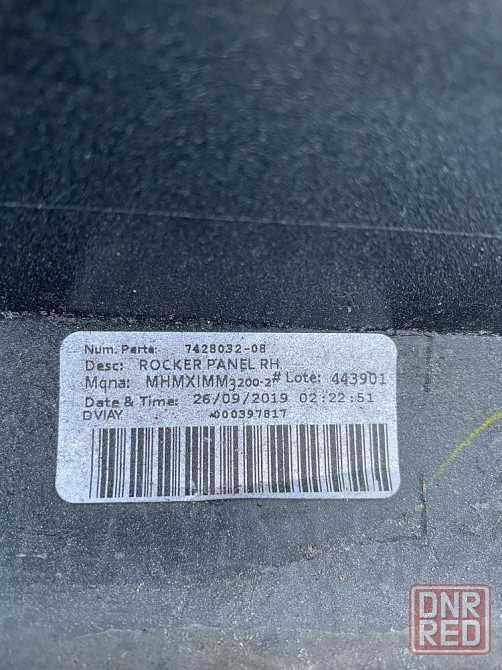 Num. Parte: 7428032-08
Desc: ROCKER PANEL RH
Mqna: MHMXIMM3200-2# Lote: 443901
Date & Time: 26/09/2019 02:22:51
DVIAY *000397817
DNR
RED